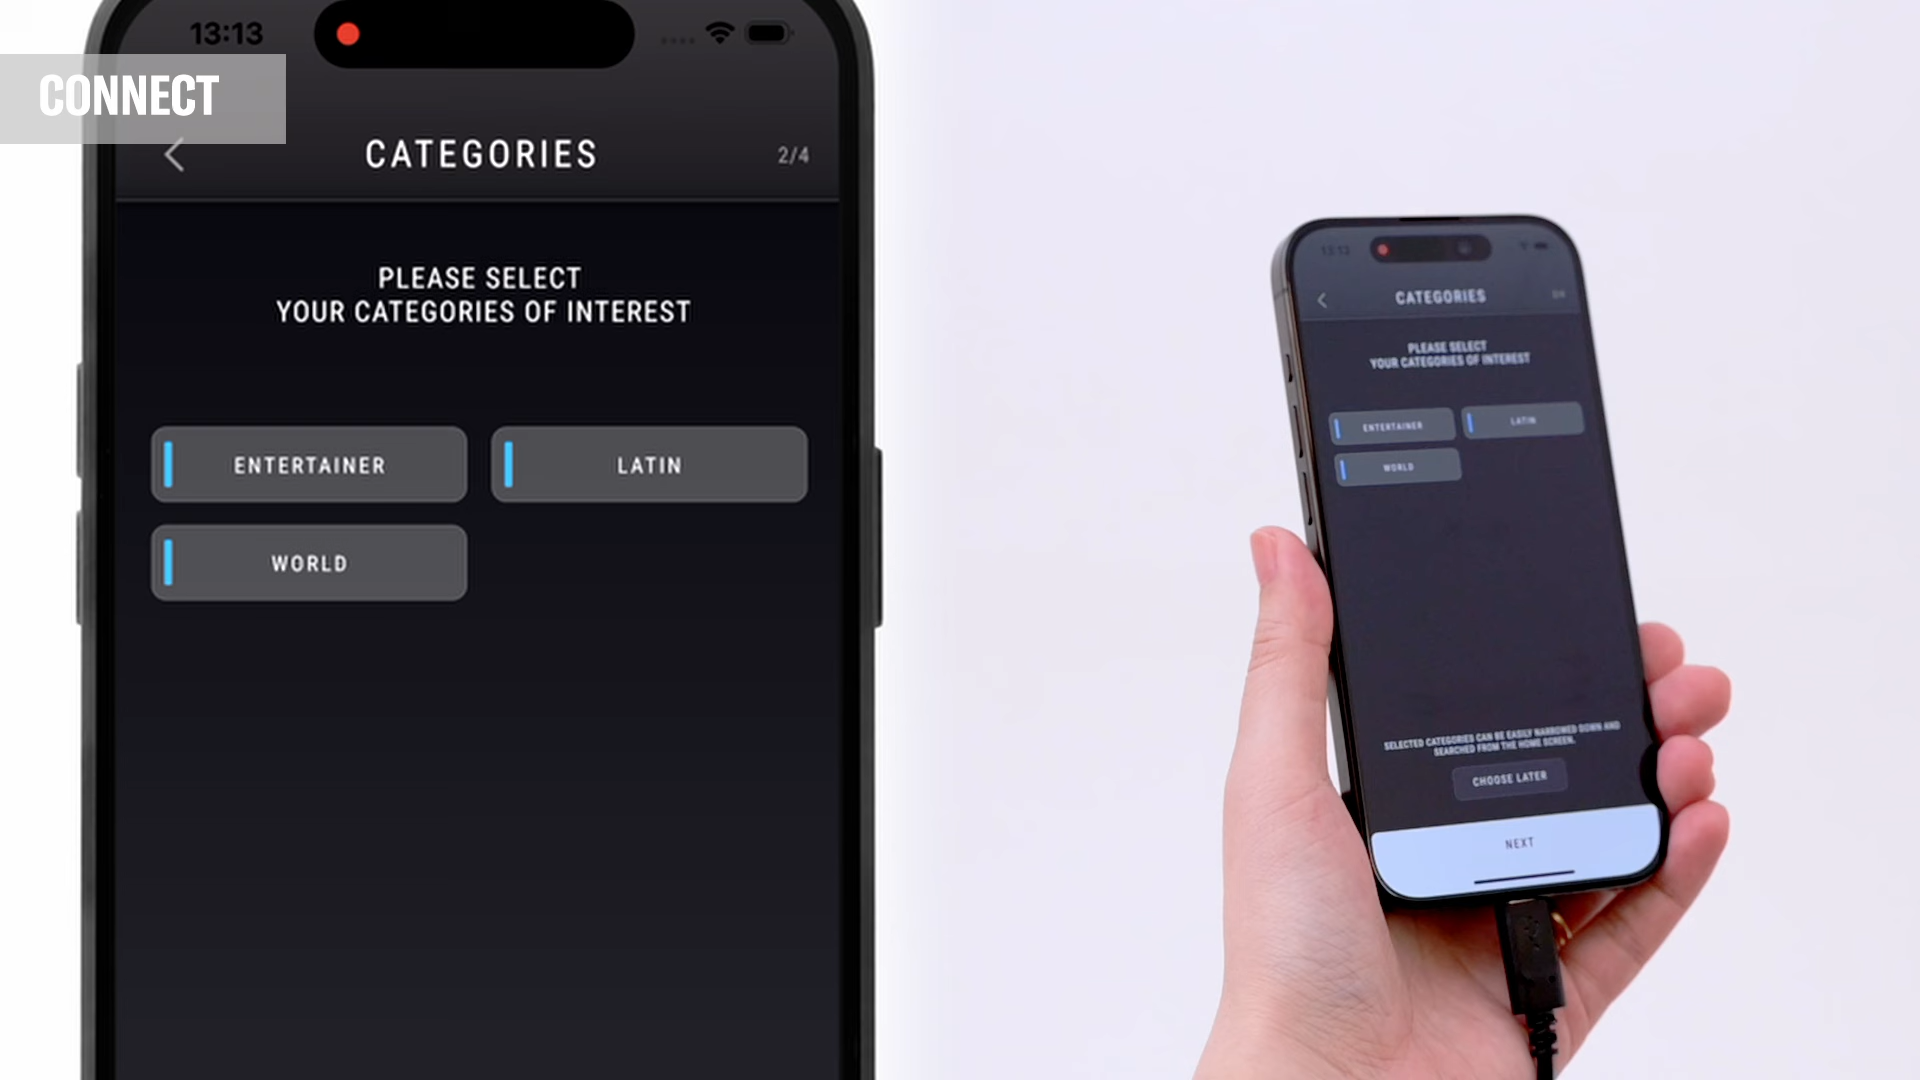 13:13
CONNECT
CATEGORIES
2/4
PLEASE SELECT
YOUR CATEGORIES OF INTEREST
ENTERTAINER
LATIN
WORLD
13:13
CATEGORIES
PLEASE SELECT
YOUR CATEGORIES OF INTEREST
ENTERTAINER
LATIN
WORLD
SELECTED CATEGORIES CAN BE EASILY NARROWED DOWN AND
SEARCHED FROM THE HOME SCREEN.
CHOOSE LATER
NEXT